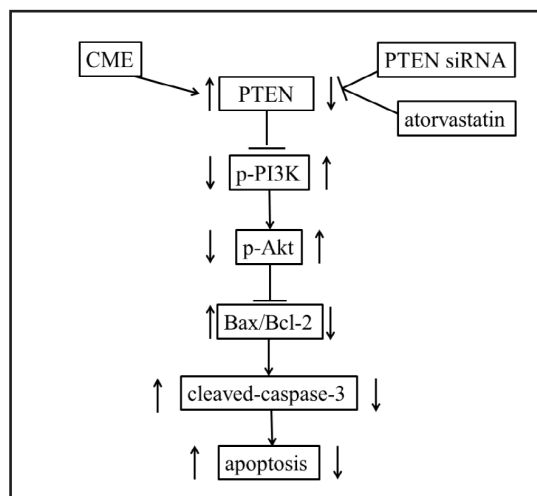 CME
PTEN siRNA
PTEN
atorvastatin
p-PI3K
p-Akt
Bax/Bcl-2
cleaved-caspase-3
apoptosis